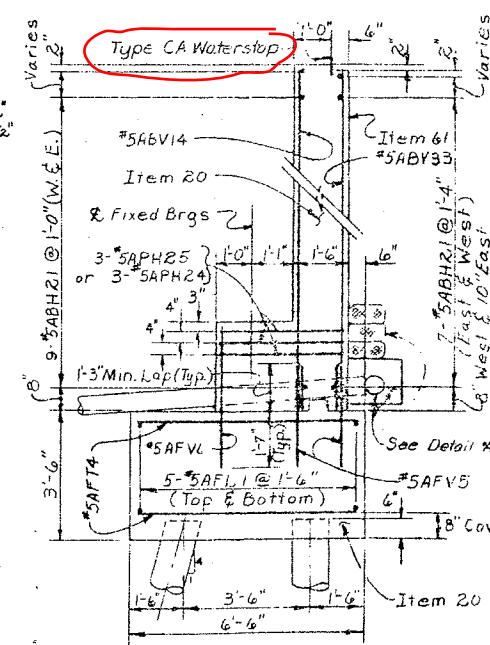 1'-0"
6"
Varies
2"
Type CA Waterstop
2"
2"
Varies
2"
#5ABV14
Item 61
#5ABV33
Item 20
℄ Fixed Brgs
9-#5ABH21 @ 1'-0" (W. & E.)
7-#5ABH21 @ 1'-4"
(East & West)
8" West & 10" East
3-#5APH25
or 3-#5APH24
1'-0"
1'-1"
1'-6"
6"
4"
3"
4"
1'-3" Min. Lap (Typ.)
8"
3'-6"
1'-7"
(Typ.)
See Detail
#5AFT4
#5AFV6
#5AFV5
5-#5AFL1 @ 1'-6"
(Top & Bottom)
6"
8" Cov
4
1
1'-6"
3'-6"
1'-6"
Item 20
6'-6"